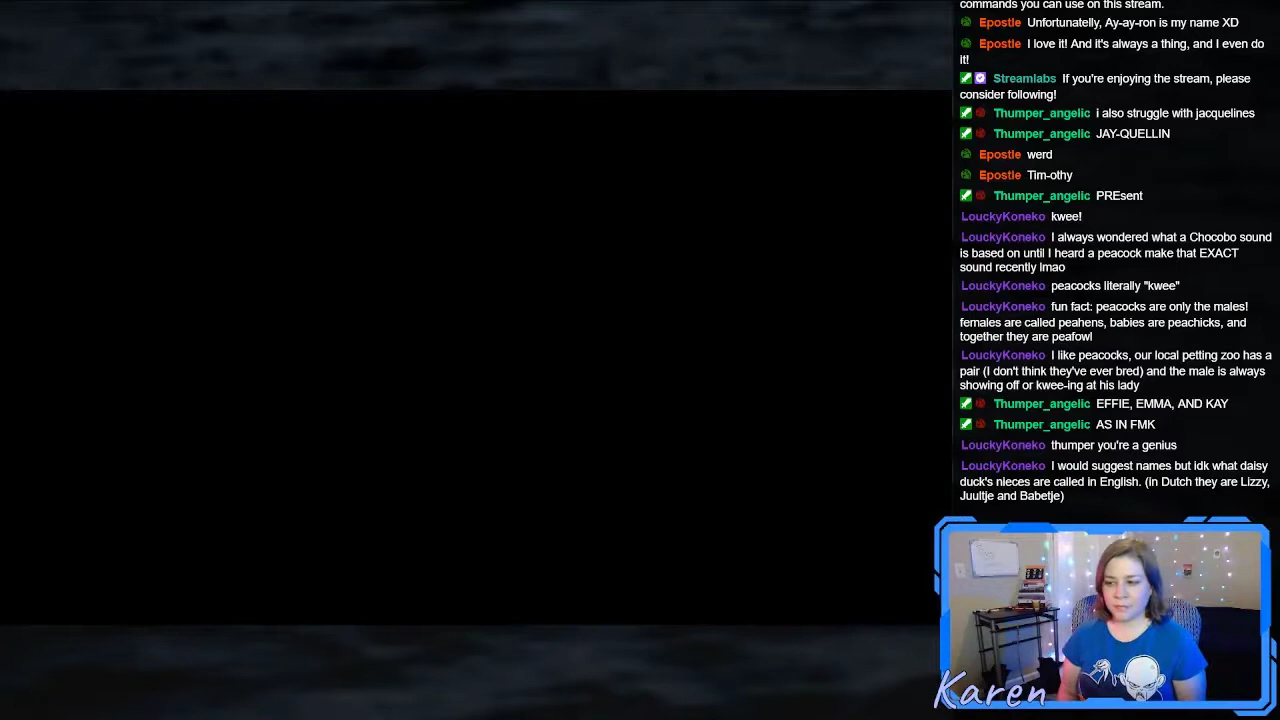 commands you can use on this stream.
Epostle Unfortunatelly, Ay-ay-ron is my name XD
Epostle I love it! And it's always a thing, and I even do
it!
Streamlabs If you're enjoying the stream, please
consider following!
Thumper_angelic i also struggle with jacquelines
Thumper_angelic JAY-QUELLIN
Epostle werd
Epostle Tim-othy
Thumper_angelic PREsent
LouckyKoneko kwee!
LouckyKoneko I always wondered what a Chocobo sound
is based on until I heard a peacock make that EXACT
sound recently lmao
LouckyKoneko peacocks literally "kwee"
LouckyKoneko fun fact: peacocks are only the males!
females are called peahens, babies are peachicks, and
together they are peafowl
LouckyKoneko I like peacocks, our local petting zoo has a
pair (I don't think they've ever bred) and the male is always
showing off or kwee-ing at his lady
Thumper_angelic EFFIE, EMMA, AND KAY
Thumper_angelic AS IN FMK
LouckyKoneko thumper you're a genius
LouckyKoneko I would suggest names but idk what daisy
duck's nieces are called in English. (in Dutch they are Lizzy,
Juultje and Babetje)
Karen